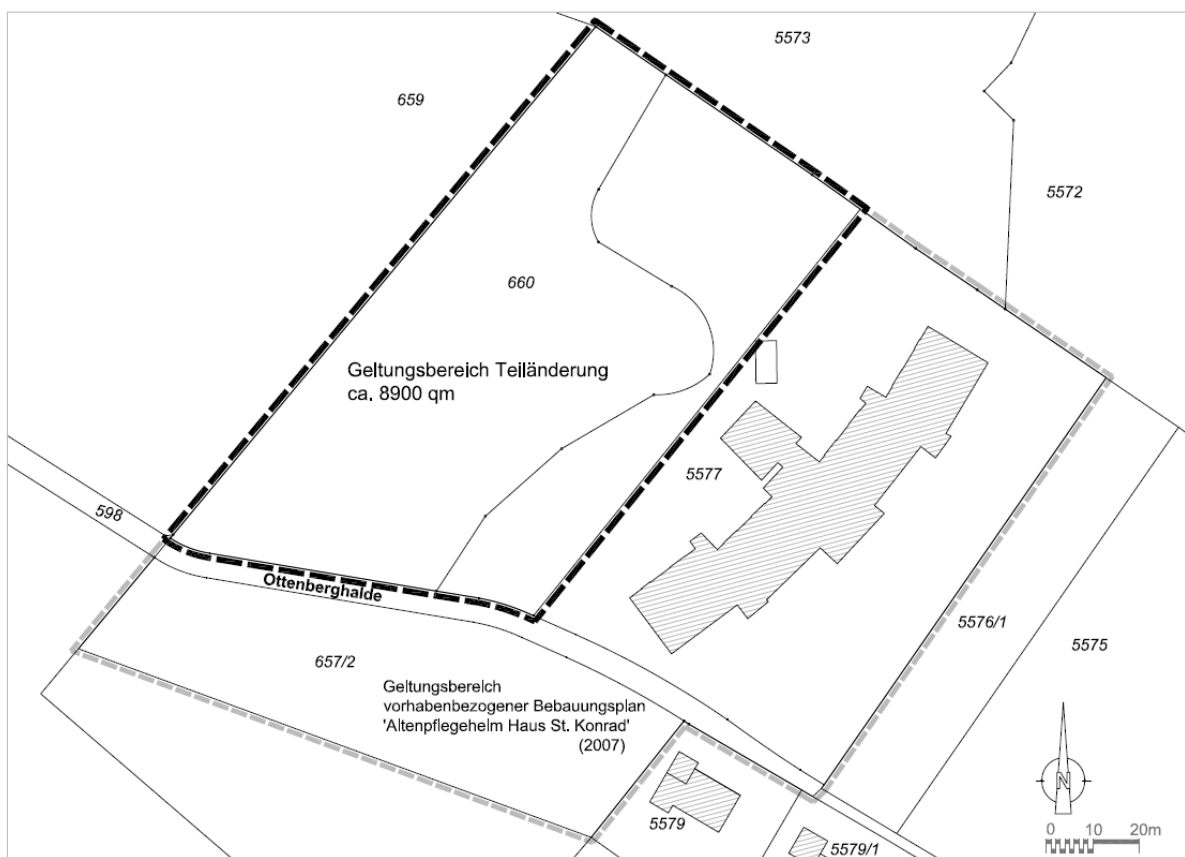 5573
659
5572
660
Geltungsbereich Teiländerung
ca. 8900 qm
5577
598
Ottenberghalde
5576/1
5575
657/2
Geltungsbereich
vorhabenbezogener Bebauungsplan
'Altenpflegeheim Haus St. Konrad'
(2007)
N
5579
5579/1
0 10 20m